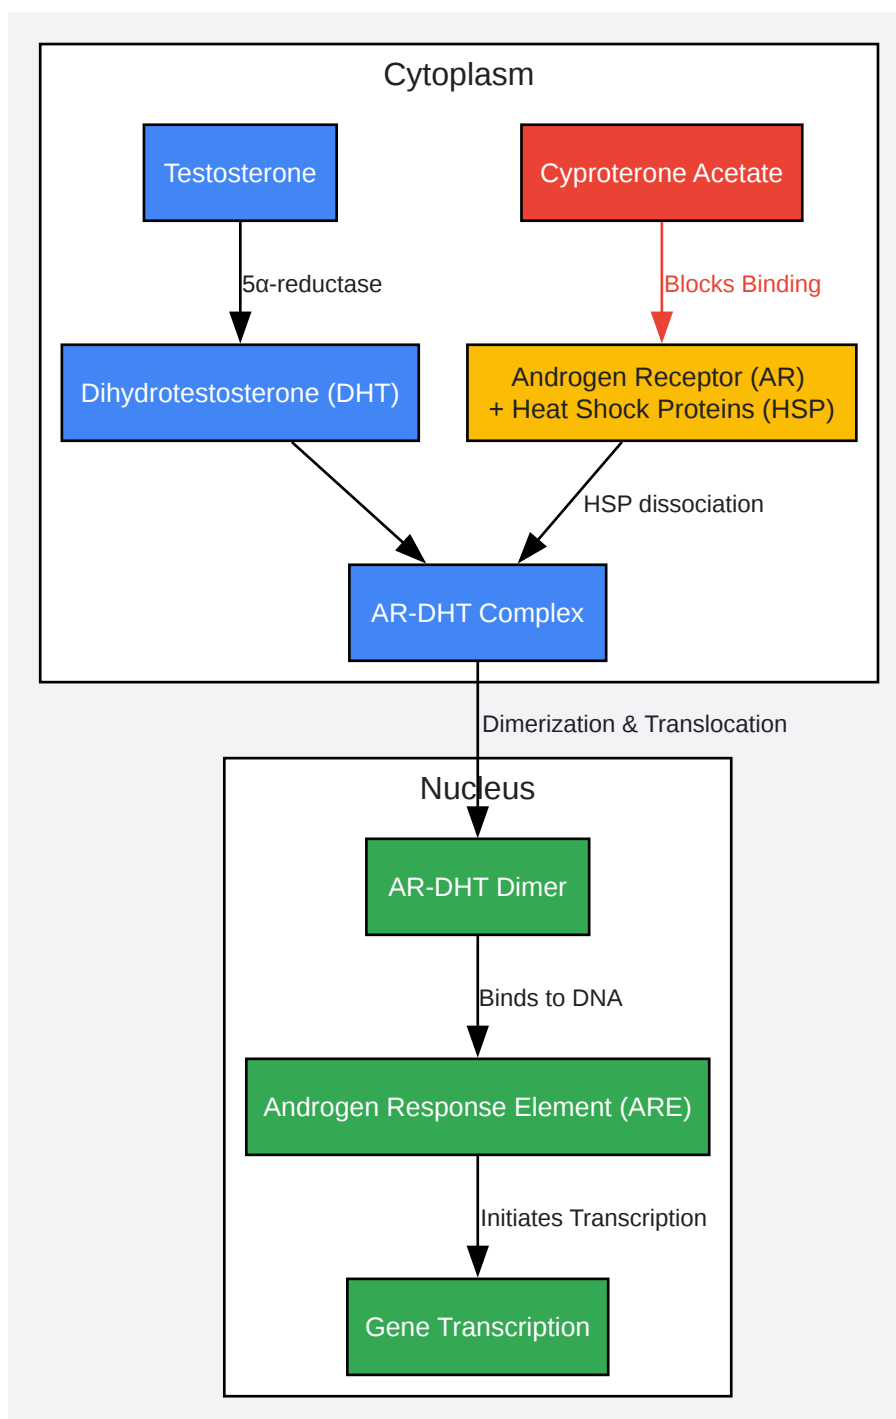 Cytoplasm
Testosterone
Cyproterone Acetate
5α-reductase
Blocks Binding
Dihydrotestosterone (DHT)
Androgen Receptor (AR)
+ Heat Shock Proteins (HSP)
HSP dissociation
AR-DHT Complex
Dimerization & Translocation
Nucleus
AR-DHT Dimer
Binds to DNA
Androgen Response Element (ARE)
Initiates Transcription
Gene Transcription